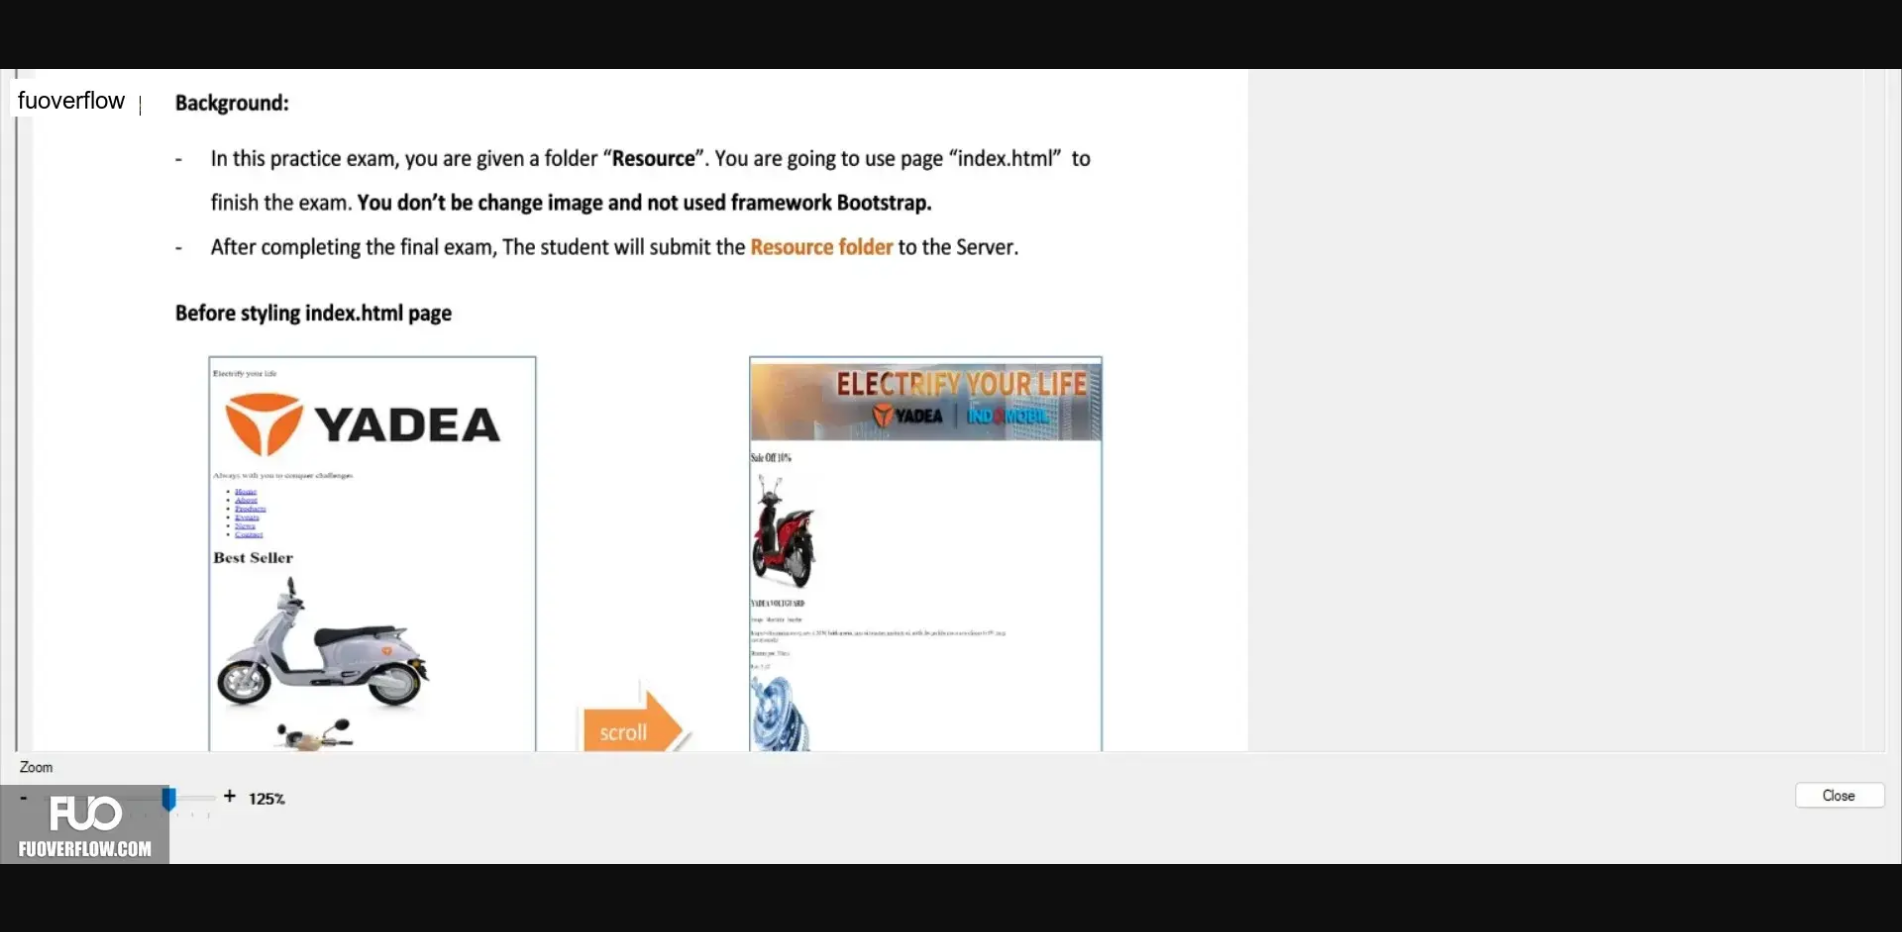 fuoverflow |
Background:
- In this practice exam, you are given a folder “Resource”. You are going to use page “index.html” to
finish the exam. You don’t be change image and not used framework Bootstrap.
- After completing the final exam, The student will submit the Resource folder to the Server.
Before styling index.html page
Electrify your life
YADEA
Always with you to conquer challenges
Home
About
Products
Events
News
Contact
Best Seller
scroll
ELECTRIFY YOUR LIFE
YADEA | INDOMOBIL
Sale Off 10%
YADEA VOLTGUARD
Zoom
- + 125%
Close
FUO
FUOVERFLOW.COM